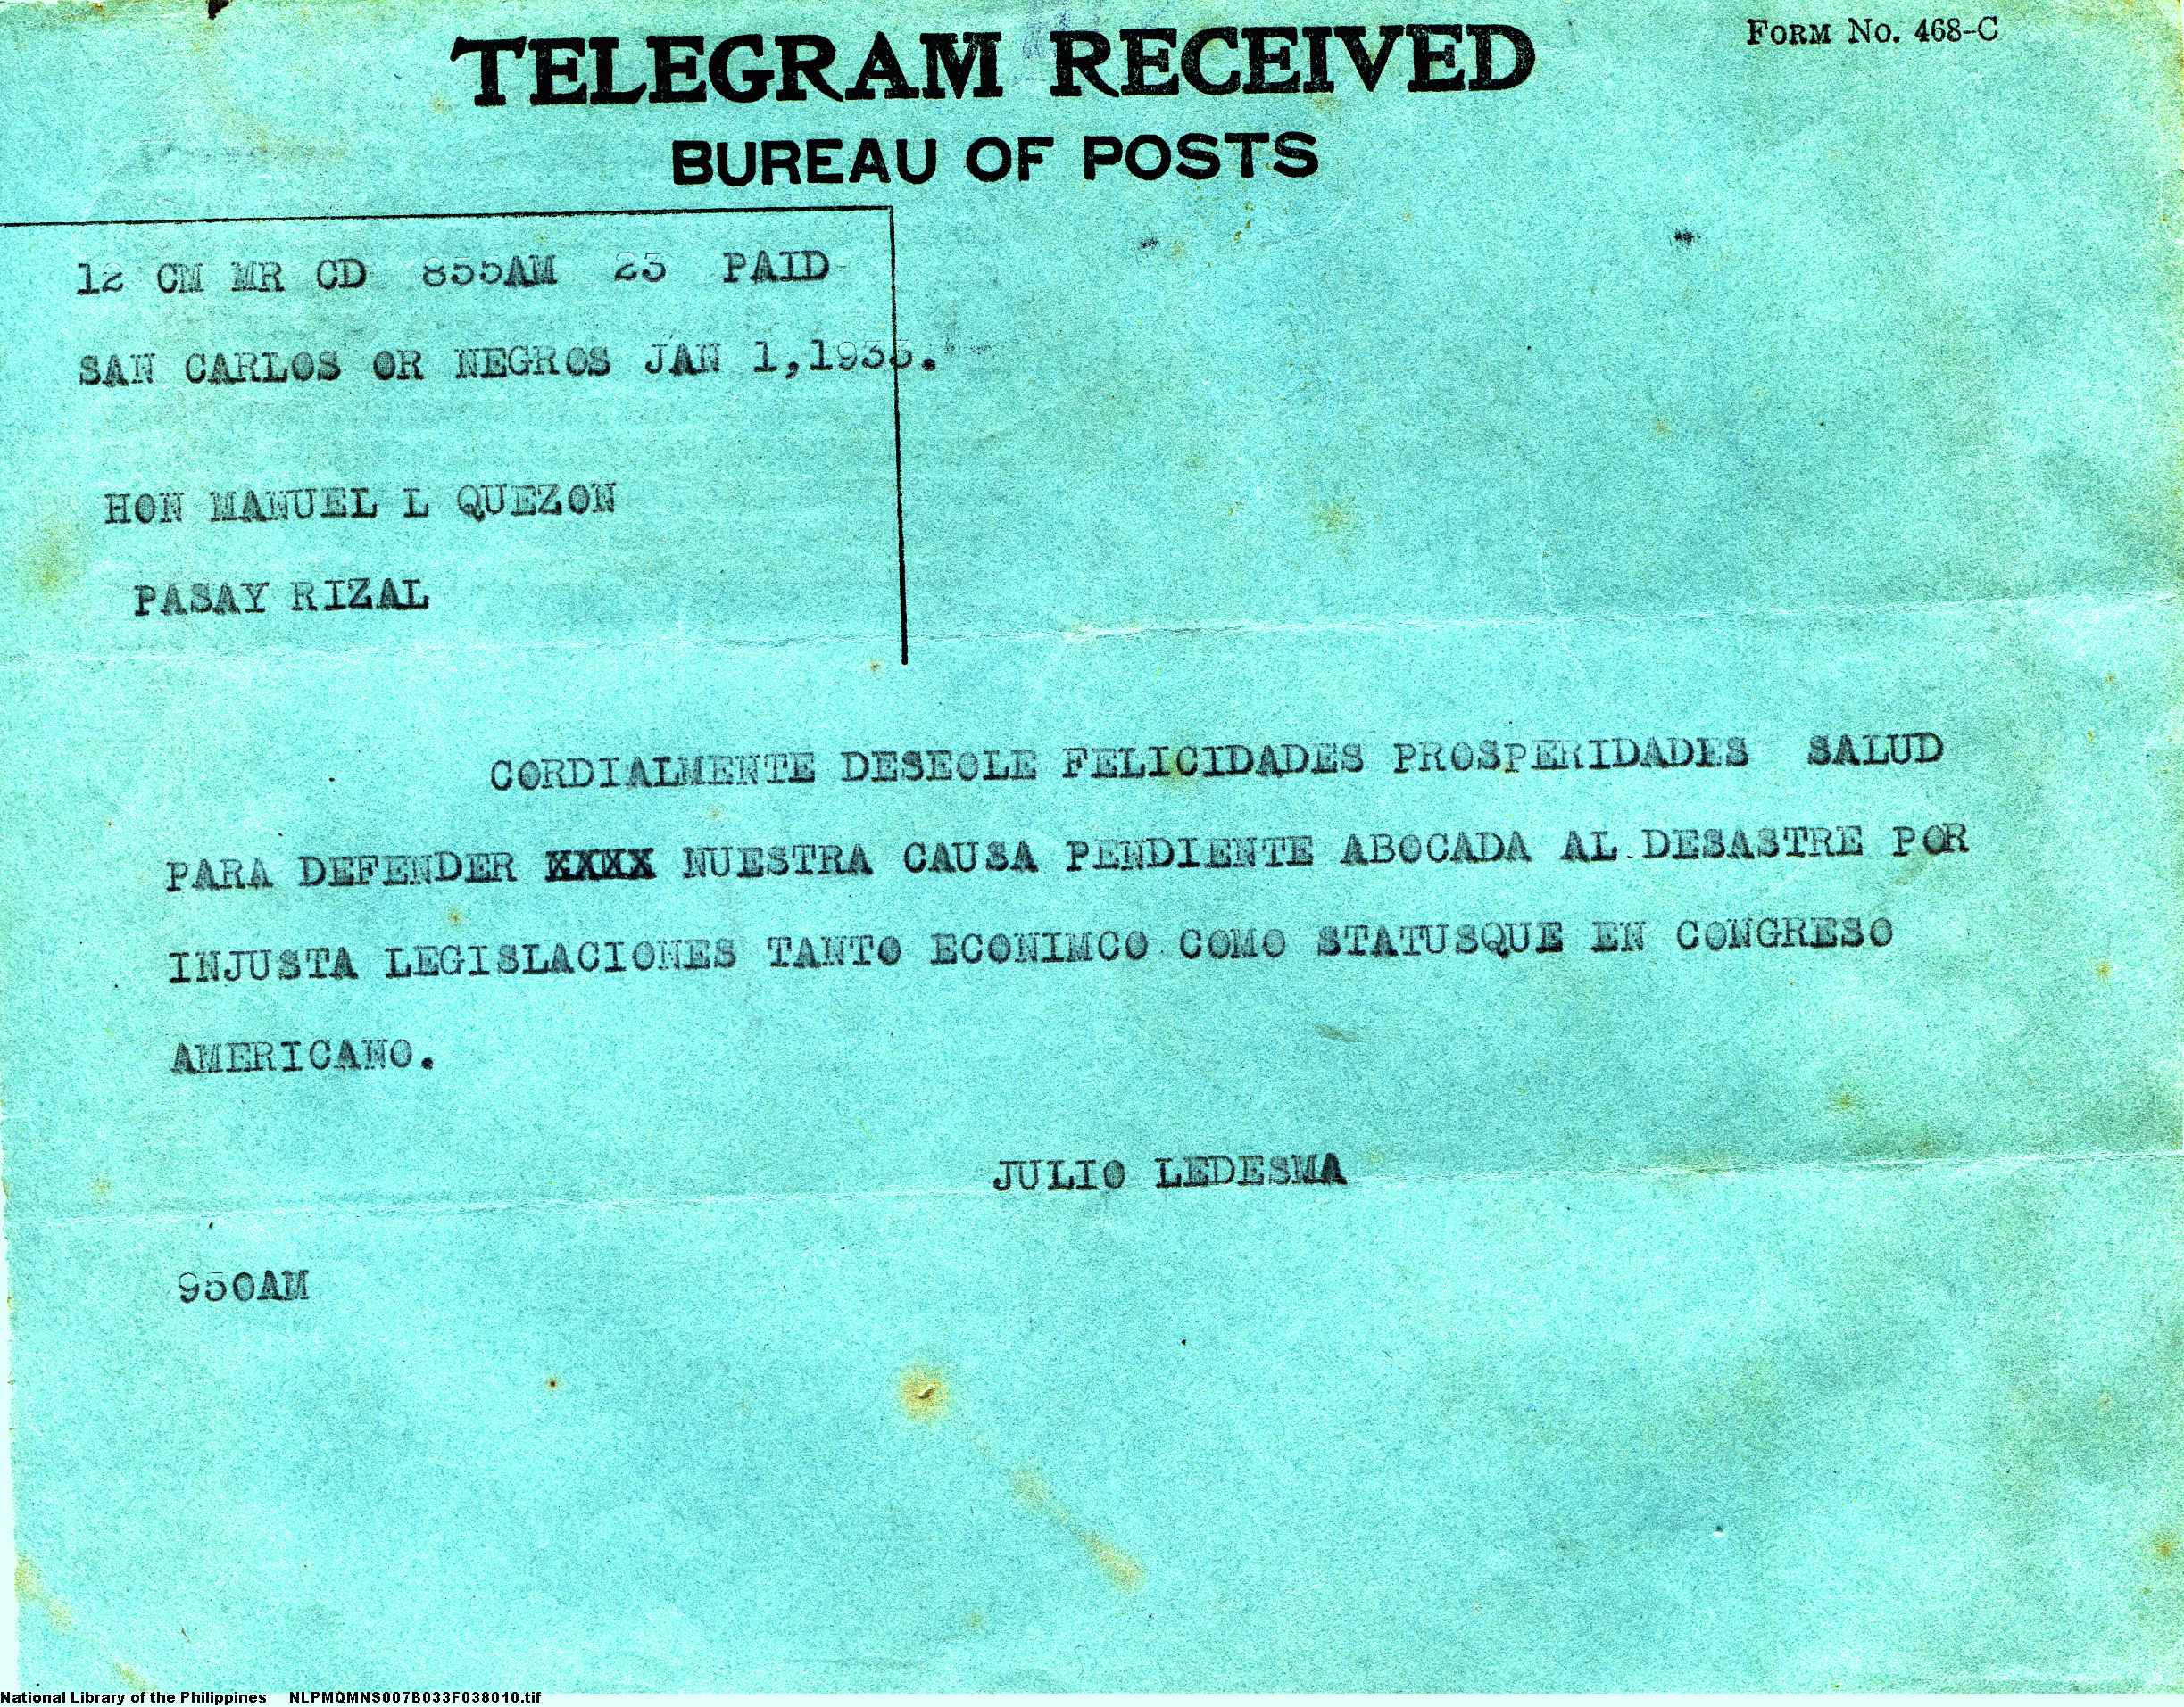 FORM NO. 468-C
TELEGRAM RECEIVED
BUREAU OF POSTS
12 CM MR CD 855AM 23 PAID
SAN CARLOS OR NEGROS JAN 1,1933.
HON MANUEL L QUEZON
PASAY RIZAL
CORDIALMENTE DESEOLE FELICIDADES PROSPERIDADES SALUD
PARA DEFENDER XXXX NUESTRA CAUSA PENDIENTE ABOCADA AL DESASTRE POR
INJUSTA LEGISLACIONES TANTO ECONIMCO COMO STATUSQUE EN CONGRESO
AMERICANO.
JULIO LEDESMA
950AM
National Library of the Philippines NLPMQMNS007B033F038010.tif